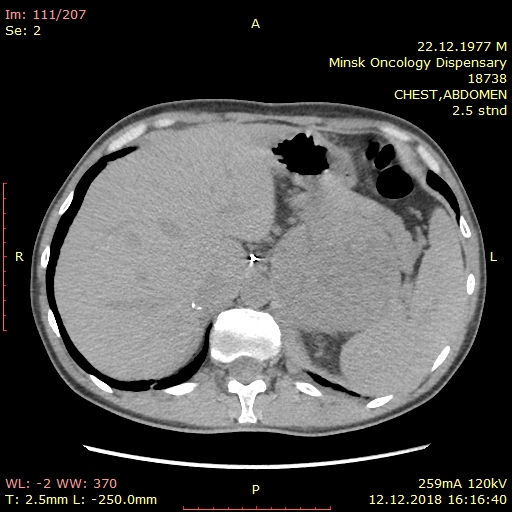 Im: 111/207
Se: 2
A
22.12.1977 M
Minsk Oncology Dispensary
18738
CHEST,ABDOMEN
2.5 stnd
R
L
WL: -2 WW: 370
T: 2.5mm L: -250.0mm
P
259mA 120kV
12.12.2018 16:16:40